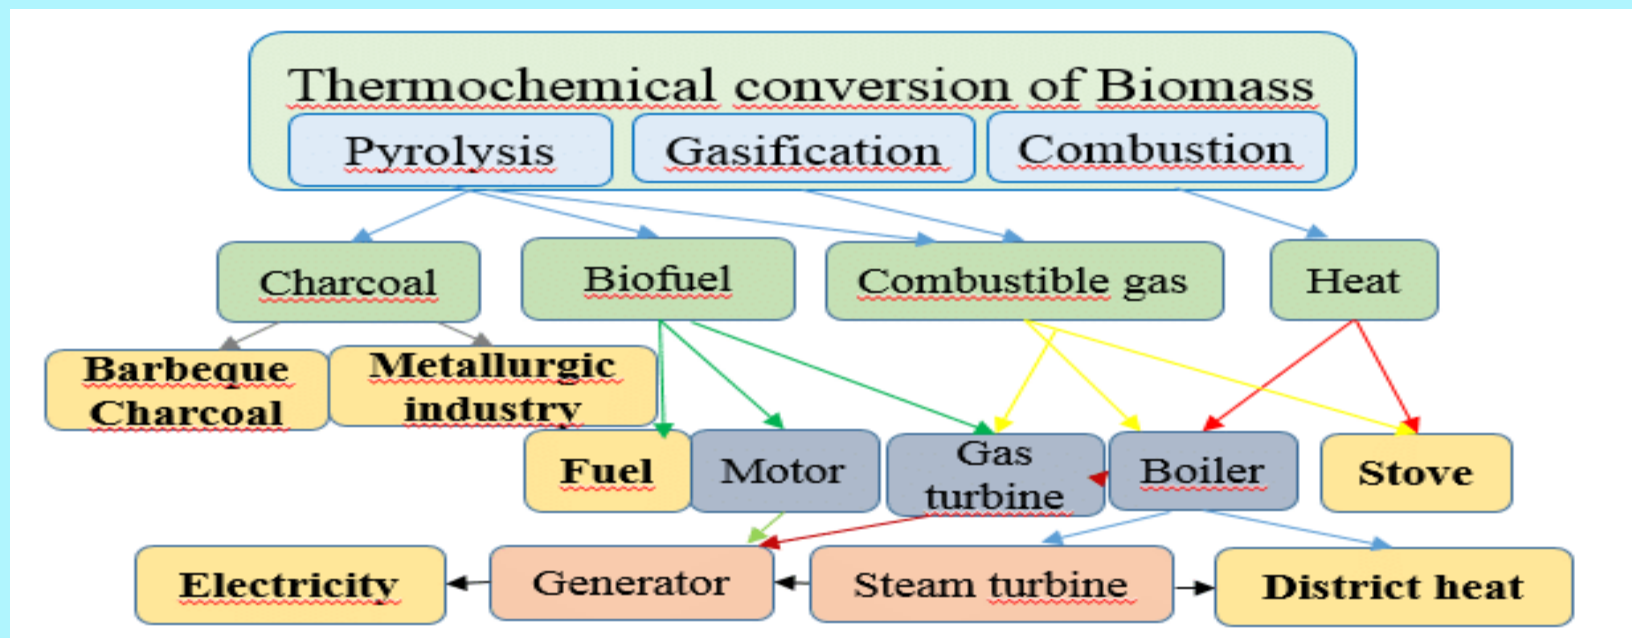 Thermochemical conversion of Biomass
Pyrolysis
Gasification
Combustion
Charcoal
Biofuel
Combustible gas
Heat
Barbeque
Charcoal
Metallurgic
industry
Fuel
Motor
Gas
turbine
Boiler
Stove
Electricity
Generator
Steam turbine
District heat